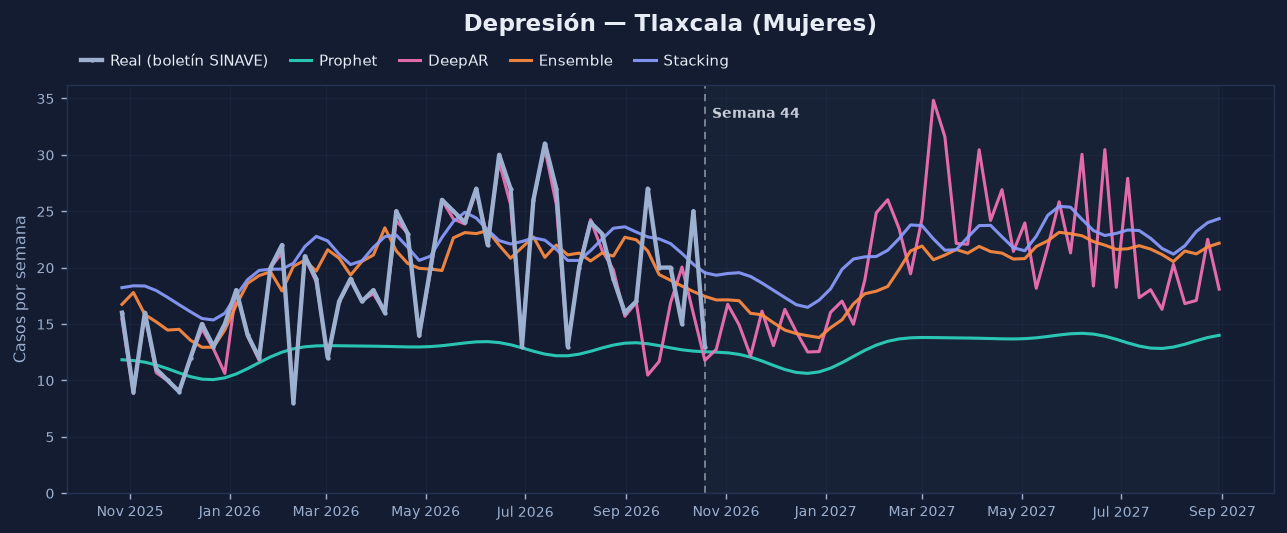 Depresión — Tlaxcala (Mujeres)
Real (boletín SINAVE) Prophet DeepAR Ensemble Stacking
Semana 44
Casos por semana
35
30
25
20
15
10
5
0
Nov 2025 Jan 2026 Mar 2026 May 2026 Jul 2026 Sep 2026 Nov 2026 Jan 2027 Mar 2027 May 2027 Jul 2027 Sep 2027